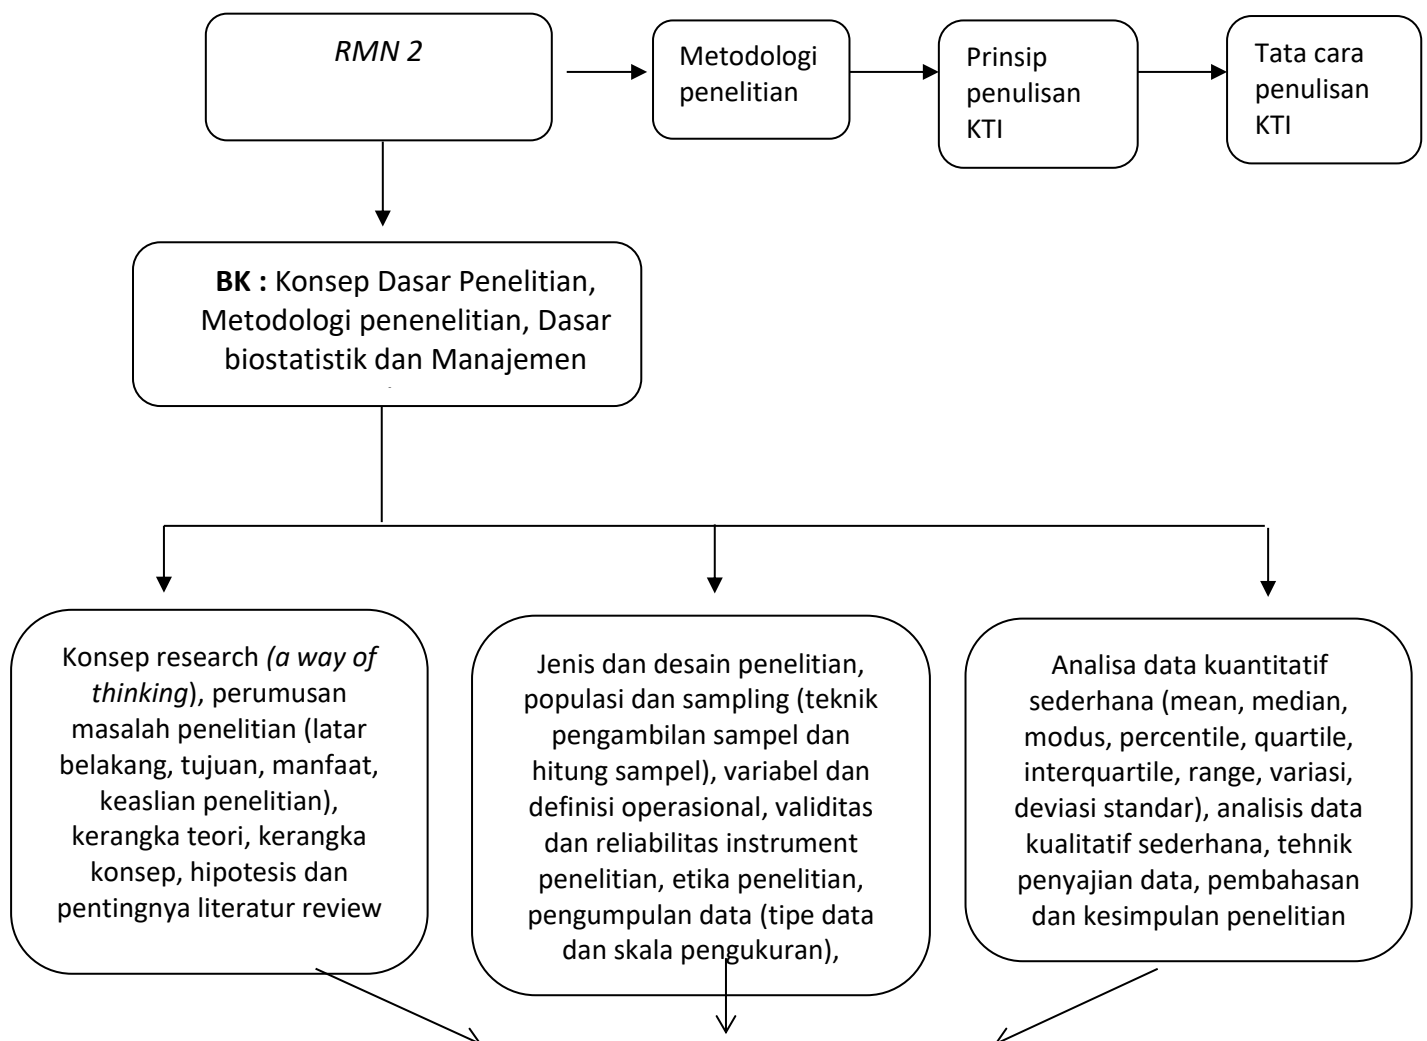 RMN 2
Metodologi
penelitian
Prinsip
penulisan
KTI
Tata cara
penulisan
KTI
BK : Konsep Dasar Penelitian,
Metodologi penenelitian, Dasar
biostatistik dan Manajemen
Konsep research (a way of
thinking), perumusan
masalah penelitian (latar
belakang, tujuan, manfaat,
keaslian penelitian),
kerangka teori, kerangka
konsep, hipotesis dan
pentingnya literatur review
Jenis dan desain penelitian,
populasi dan sampling (teknik
pengambilan sampel dan
hitung sampel), variabel dan
definisi operasional, validitas
dan reliabilitas instrument
penelitian, etika penelitian,
pengumpulan data (tipe data
dan skala pengukuran),
Analisa data kuantitatif
sederhana (mean, median,
modus, percentile, quartile,
interquartile, range, variasi,
deviasi standar), analisis data
kualitatif sederhana, tehnik
penyajian data, pembahasan
dan kesimpulan penelitian